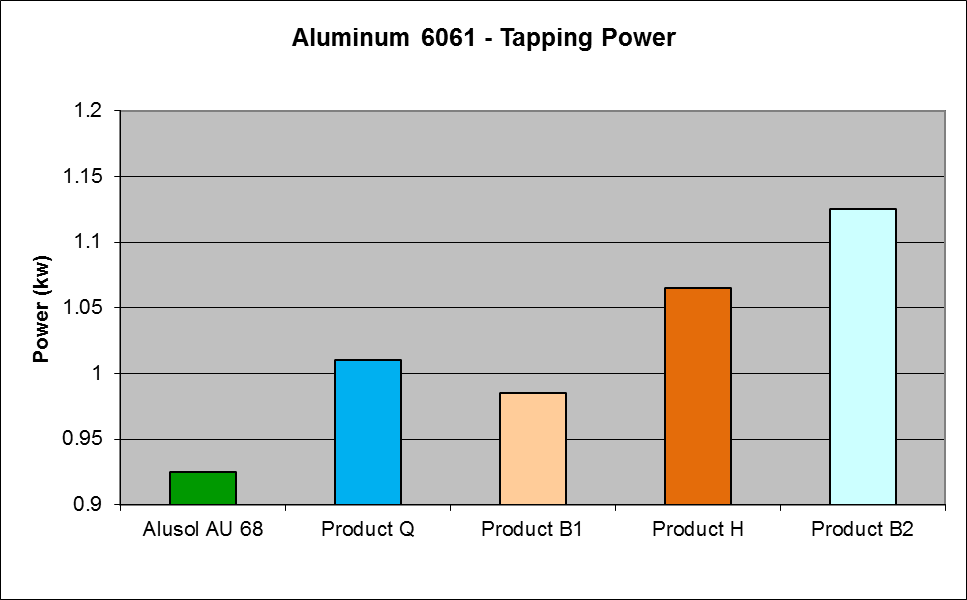 Aluminum 6061 - Tapping Power
Power (kw)
1.2
1.15
1.1
1.05
1
0.95
0.9
Alusol AU 68
Product Q
Product B1
Product H
Product B2